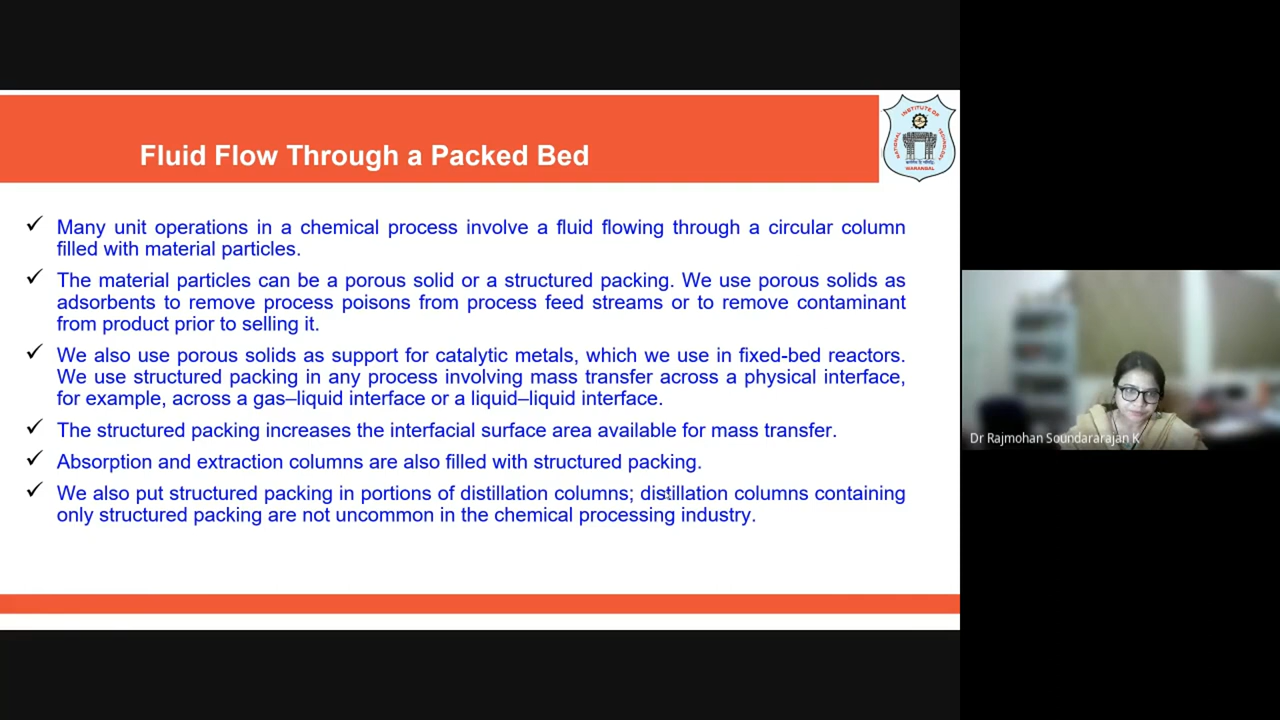 Fluid Flow Through a Packed Bed
INSTITUTE OF
NATIONAL
TECHNOLOGY
WARANGAL
✓ Many unit operations in a chemical process involve a fluid flowing through a circular column
filled with material particles.
✓ The material particles can be a porous solid or a structured packing. We use porous solids as
adsorbents to remove process poisons from process feed streams or to remove contaminant
from product prior to selling it.
✓ We also use porous solids as support for catalytic metals, which we use in fixed-bed reactors.
We use structured packing in any process involving mass transfer across a physical interface,
for example, across a gas–liquid interface or a liquid–liquid interface.
✓ The structured packing increases the interfacial surface area available for mass transfer.
✓ Absorption and extraction columns are also filled with structured packing.
✓ We also put structured packing in portions of distillation columns; distillation columns containing
only structured packing are not uncommon in the chemical processing industry.
Dr Rajmohan Soundararajan K